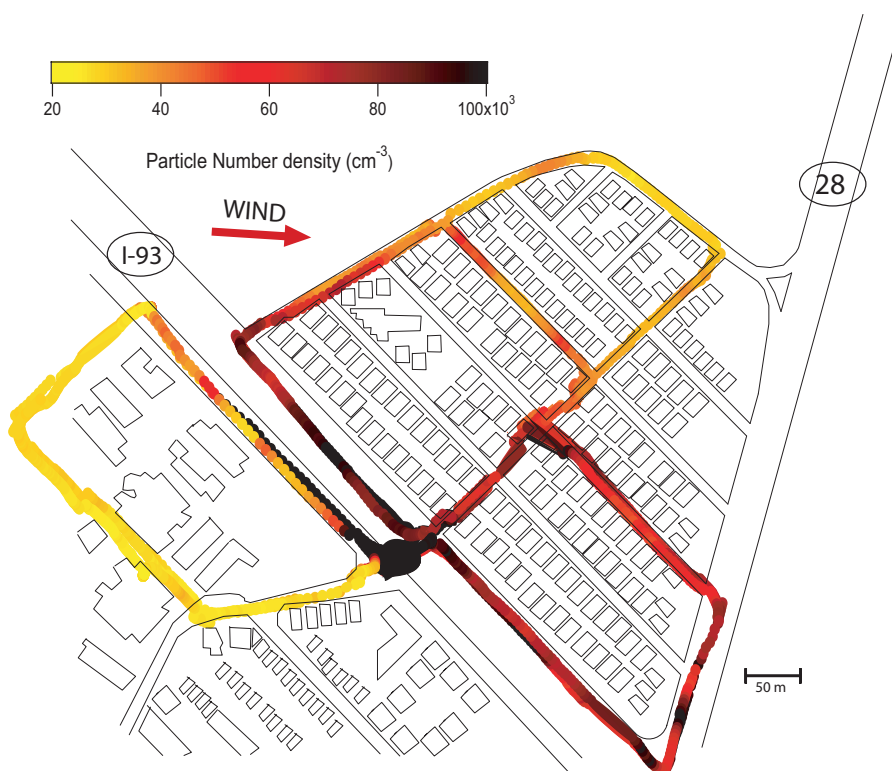 20 40 60 80 100x10³
Particle Number density (cm⁻³)
WIND
28
I-93
50 m